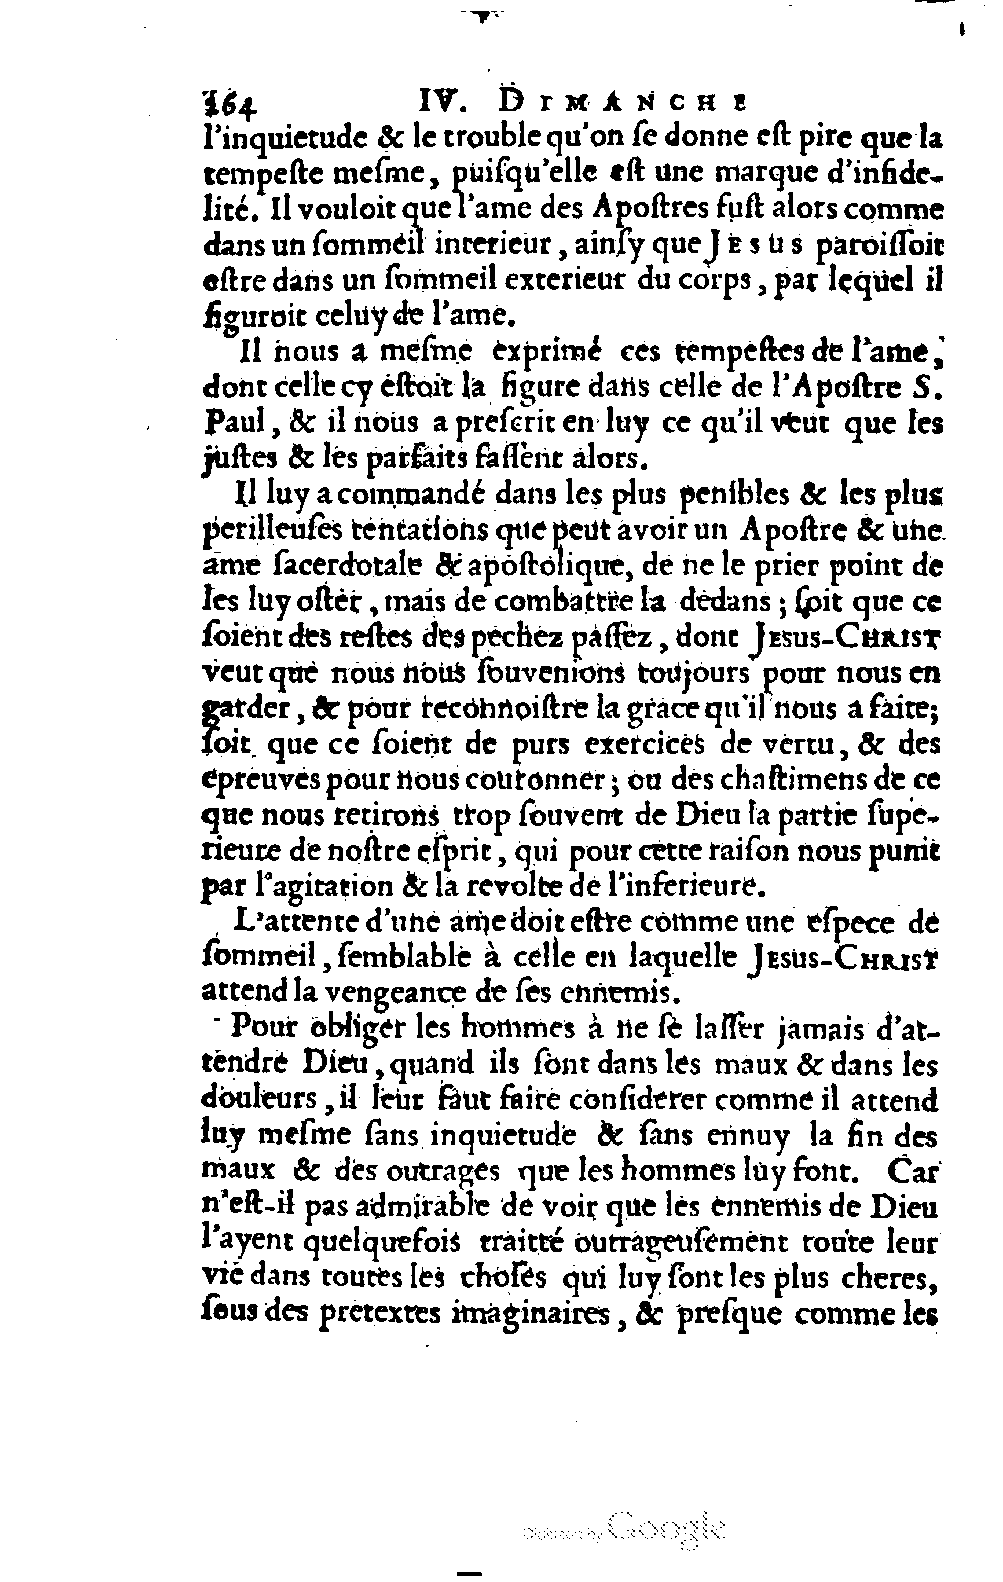 164 IV. DIMANCHE
l'inquietude & le trouble qu'on ſe donne eſt pire que la
tempeſte meſme, puiſqu'elle eſt une marque d'infide-
lité. Il vouloit que l'ame des Apoſtres fuſt alors comme
dans un ſommeil interieur, ainſy que JESUS paroiſſoit
eſtre dans un ſommeil exterieur du corps, par lequel il
figuroit celuy de l'ame.
Il nous a meſme exprimé ces tempeſtes de l'ame,
dont celle cy eſtoit la figure dans celle de l'Apoſtre S.
Paul, & il nous a preſcrit en luy ce qu'il veut que les
juſtes & les parfaits faſſent alors.
Il luy a commandé dans les plus penibles & les plus
perilleuſes tentations que peut avoir un Apoſtre & une
ame ſacerdotale & apoſtolique, de ne le prier point de
les luy oſter, mais de combattre la dedans; ſoit que ce
ſoient des reſtes des pechez paſſez, dont JESUS-CHRIST
veut que nous nous ſouvenions toujours pour nous en
garder, & pour reconnoiſtre la grace qu'il nous a faite;
ſoit que ce ſoient de purs exercices de vertu, & des
epreuves pour nous couronner; ou des chaſtimens de ce
que nous retirons trop ſouvent de Dieu la partie ſupe-
rieure de noſtre eſprit, qui pour cette raiſon nous punit
par l'agitation & la revolte de l'inferieure.
L'attente d'une ame doit eſtre comme une eſpece de
ſommeil, ſemblable à celle en laquelle JESUS-CHRIST
attend la vengeance de ſes ennemis.
Pour obliger les hommes à ne ſe laſſer jamais d'at-
tendre Dieu, quand ils ſont dans les maux & dans les
douleurs, il leur faut faire conſiderer comme il attend
luy meſme ſans inquietude & ſans ennuy la fin des
maux & des outrages que les hommes luy font. Car
n'eſt-il pas admirable de voir que les ennemis de Dieu
l'ayent quelquefois traitté outrageuſement toute leur
vie dans toutes les choſes qui luy ſont les plus cheres,
ſous des pretextes imaginaires, & preſque comme les
Digitized by Google